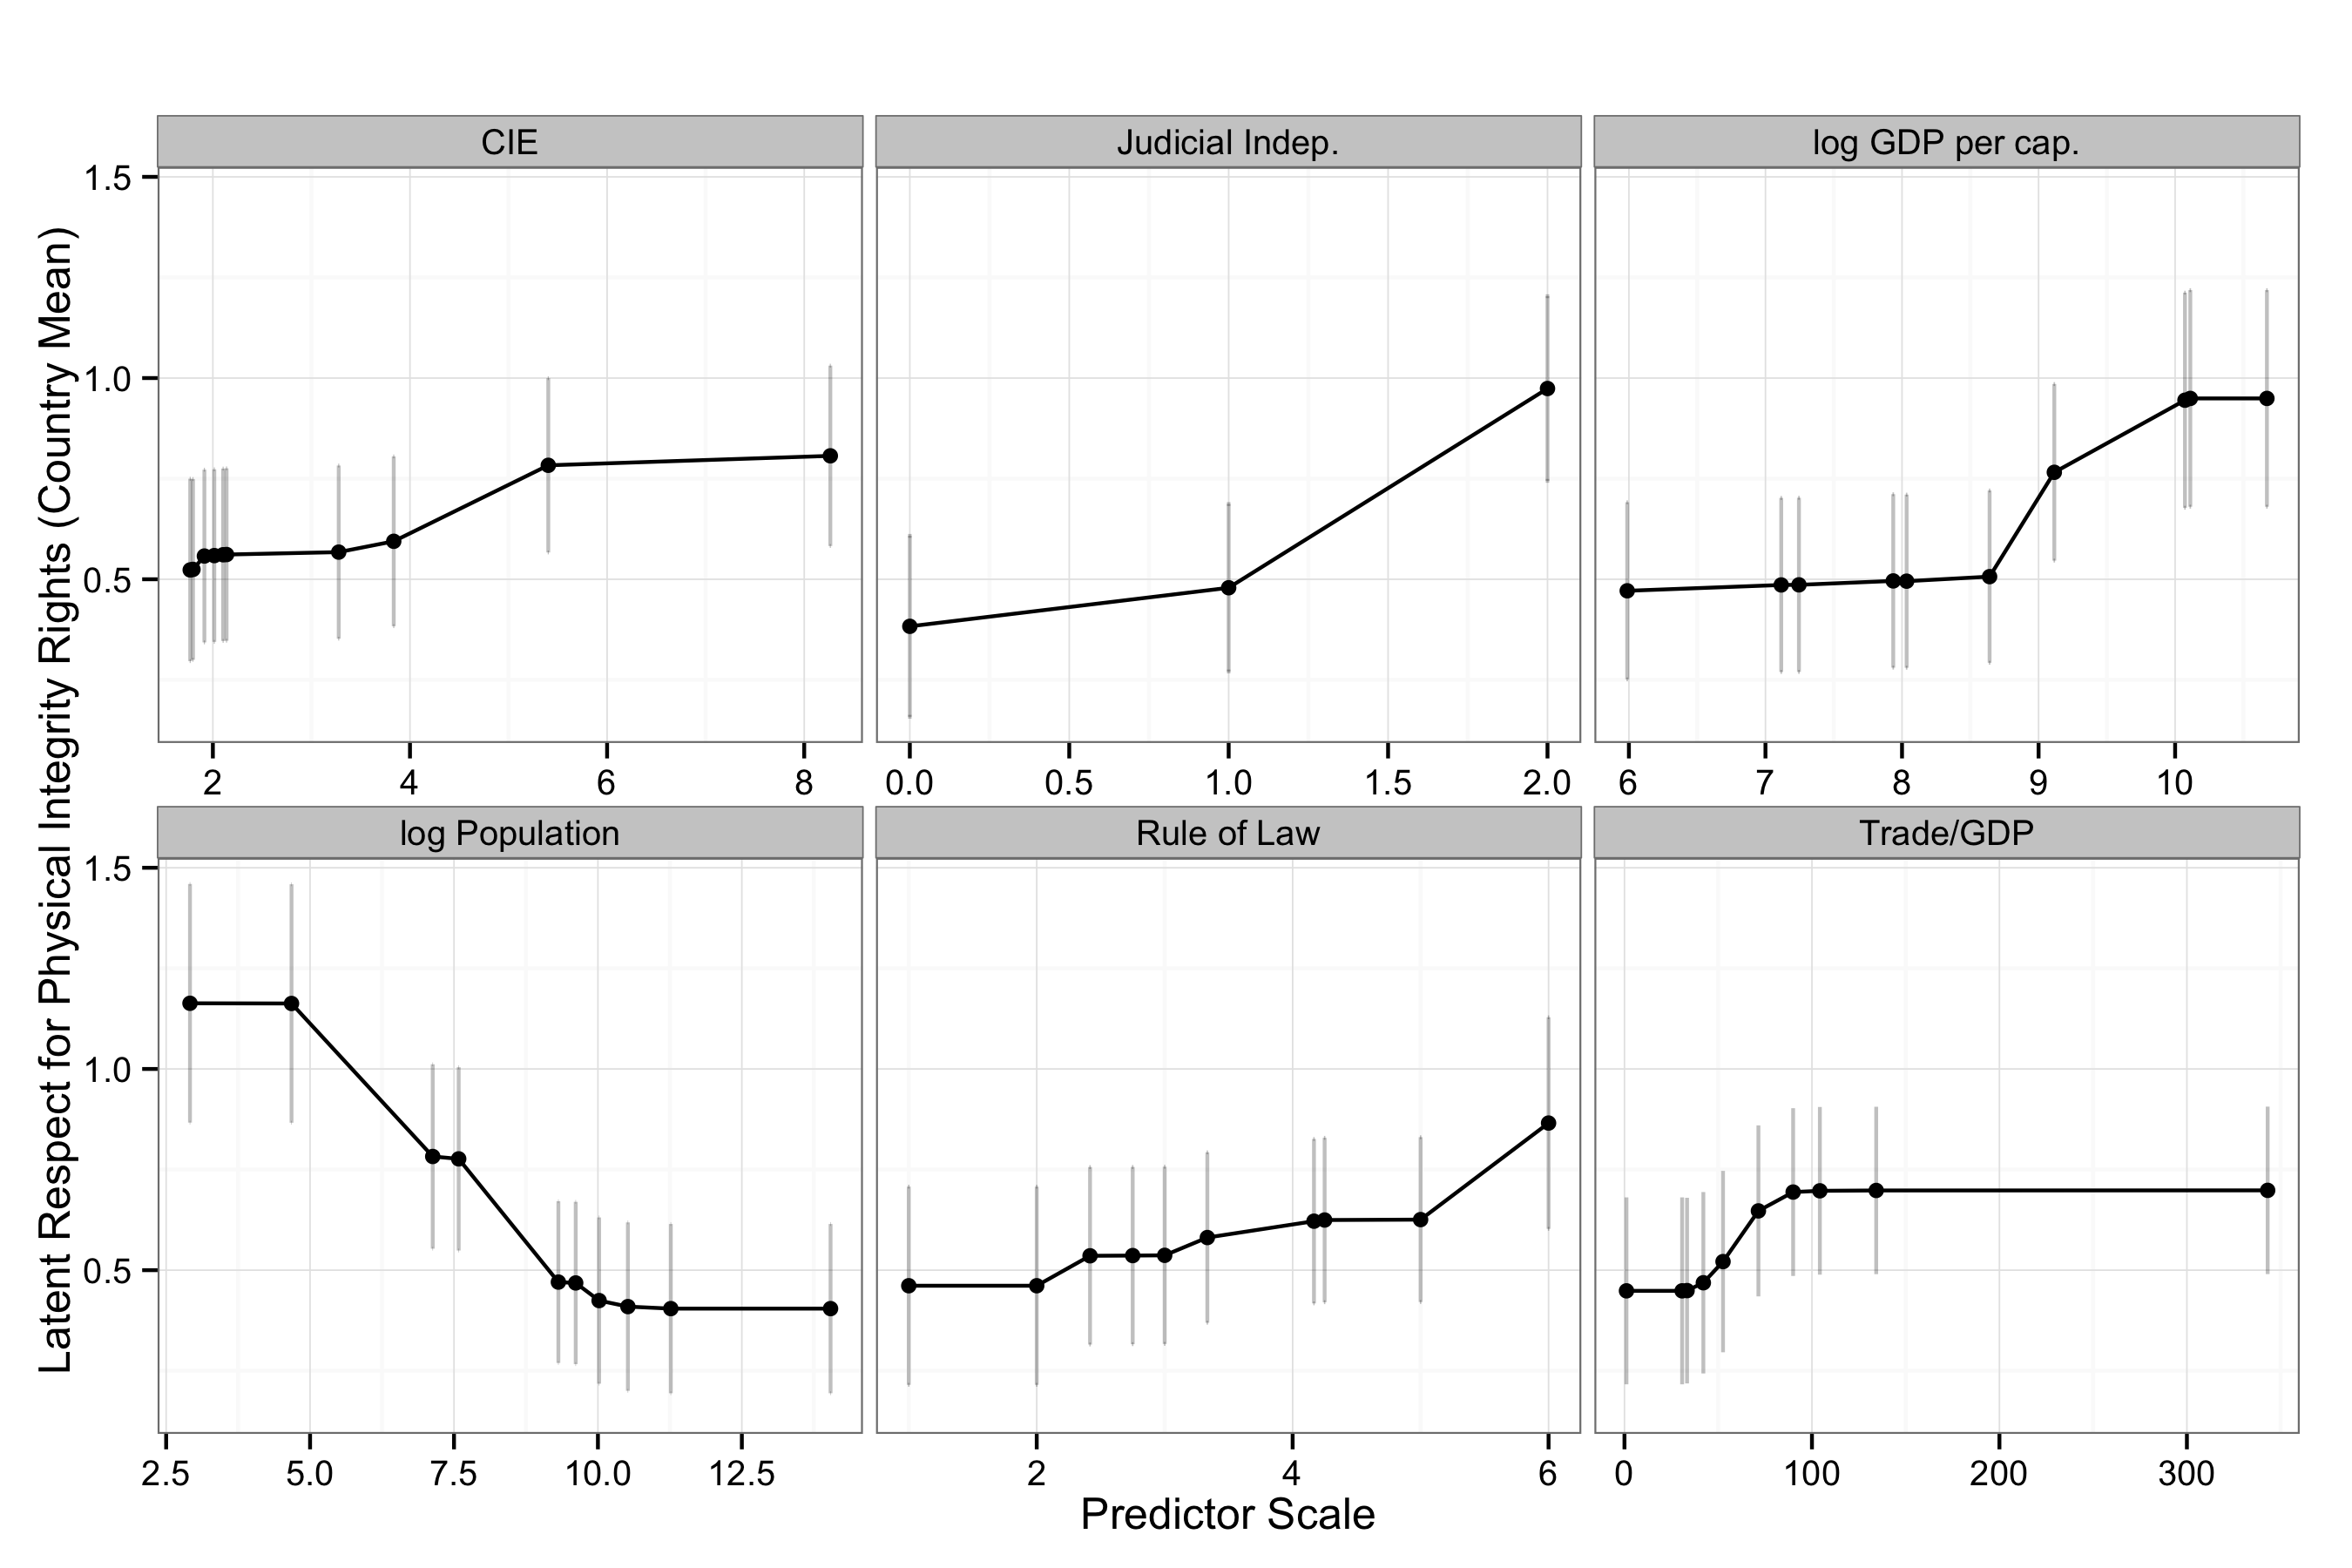 Latent Respect for Physical Integrity Rights (Country Mean)
CIE
Judicial Indep.
log GDP per cap.
1.5
1.0
0.5
2 4 6 8
0.0 0.5 1.0 1.5 2.0
6 7 8 9 10
log Population
Rule of Law
Trade/GDP
1.5
1.0
0.5
2.5 5.0 7.5 10.0 12.5
2 4 6
0 100 200 300
Predictor Scale